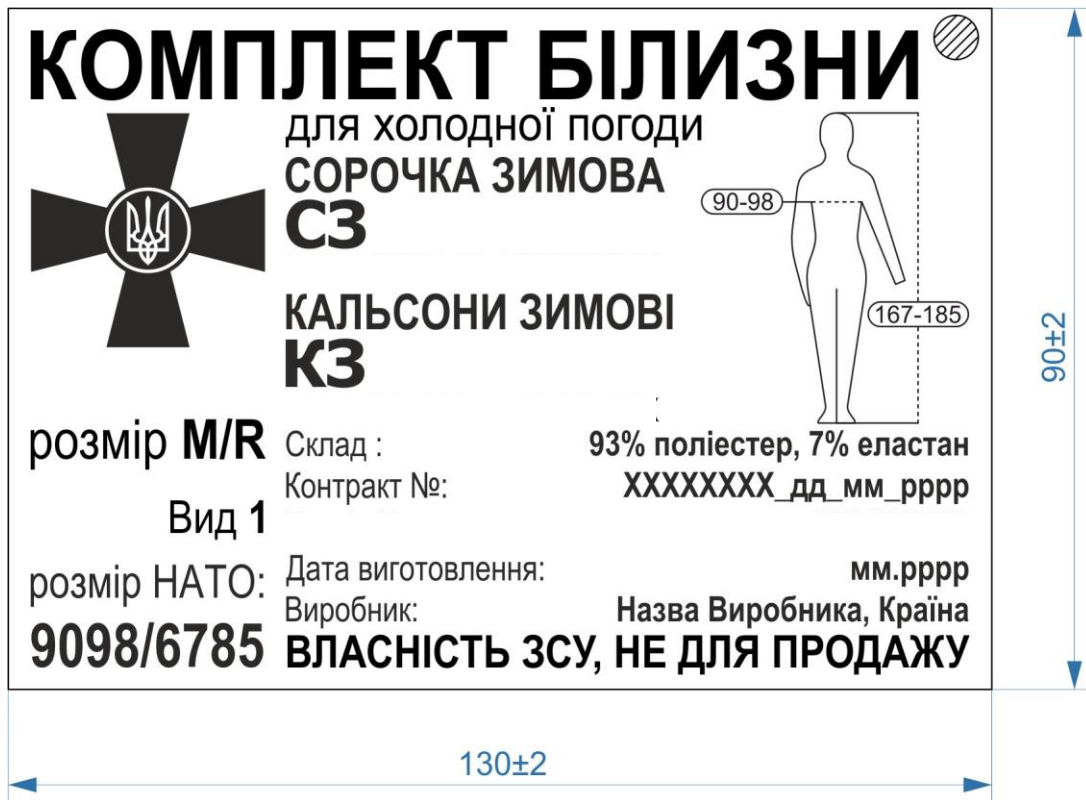 КОМПЛЕКТ БІЛИЗНИ
для холодної погоди
СОРОЧКА ЗИМОВА
СЗ
90-98
КАЛЬСОНИ ЗИМОВІ
КЗ
167-185
90±2
розмір M/R
Склад : 93% поліестер, 7% еластан
Контракт №: XXXXXXXX_дд_мм_рррр
Вид 1
розмір НАТО:
9098/6785
Дата виготовлення: мм.рррр
Виробник: Назва Виробника, Країна
ВЛАСНІСТЬ ЗСУ, НЕ ДЛЯ ПРОДАЖУ
130±2